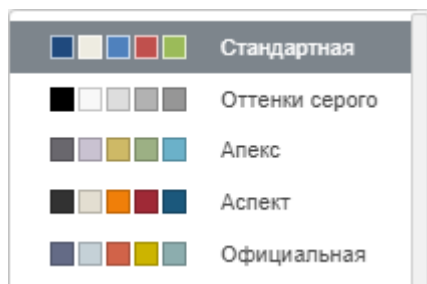 Стандартная
Оттенки серого
Апекс
Аспект
Официальная